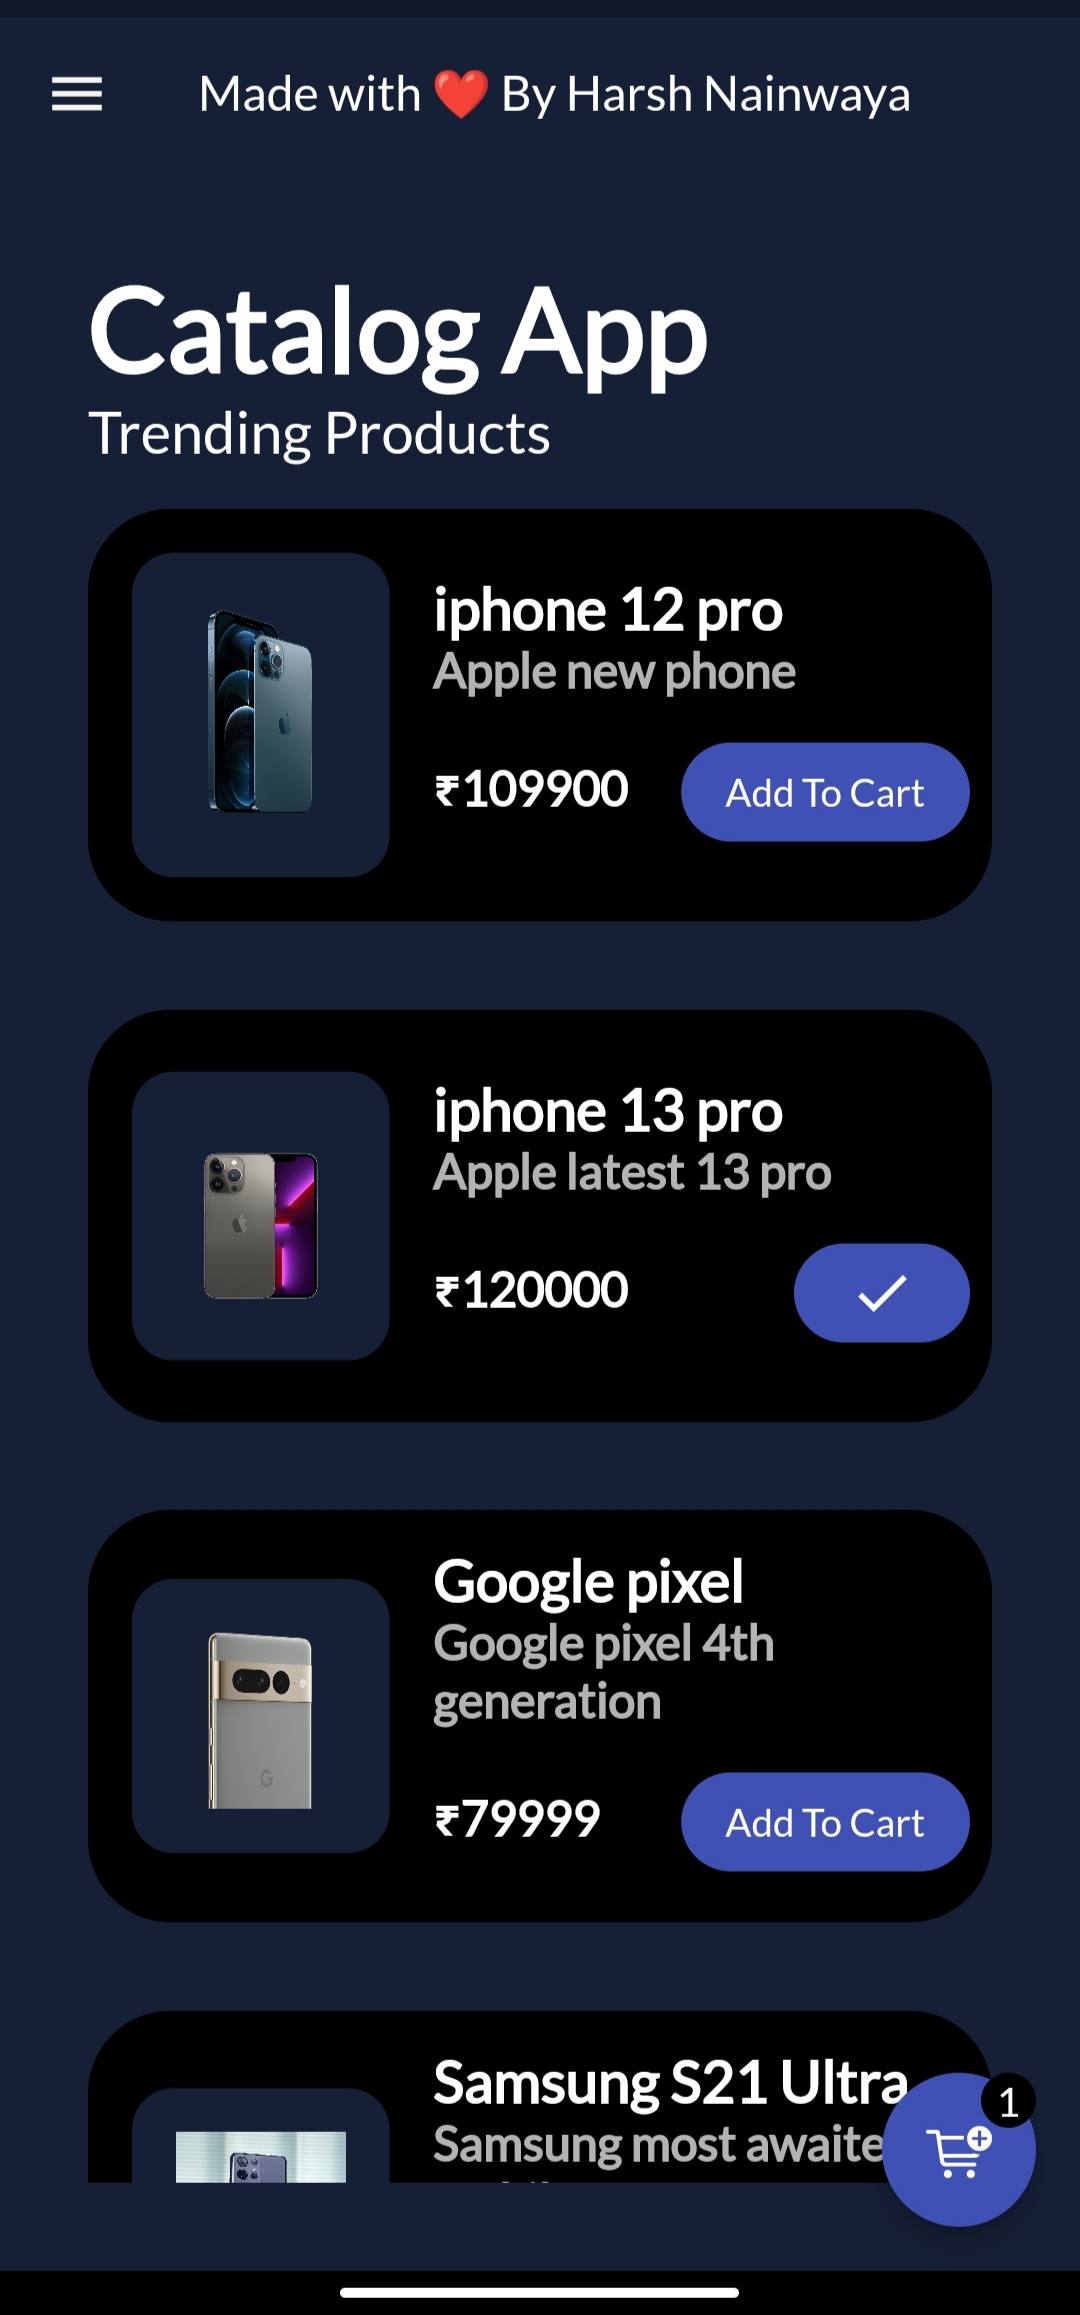 Made with ❤️ By Harsh Nainwaya
Catalog App
Trending Products
iphone 12 pro
Apple new phone
₹109900
Add To Cart
iphone 13 pro
Apple latest 13 pro
₹120000
Google pixel
Google pixel 4th
generation
₹79999
Add To Cart
Samsung S21 Ultra
Samsung most awaite
1